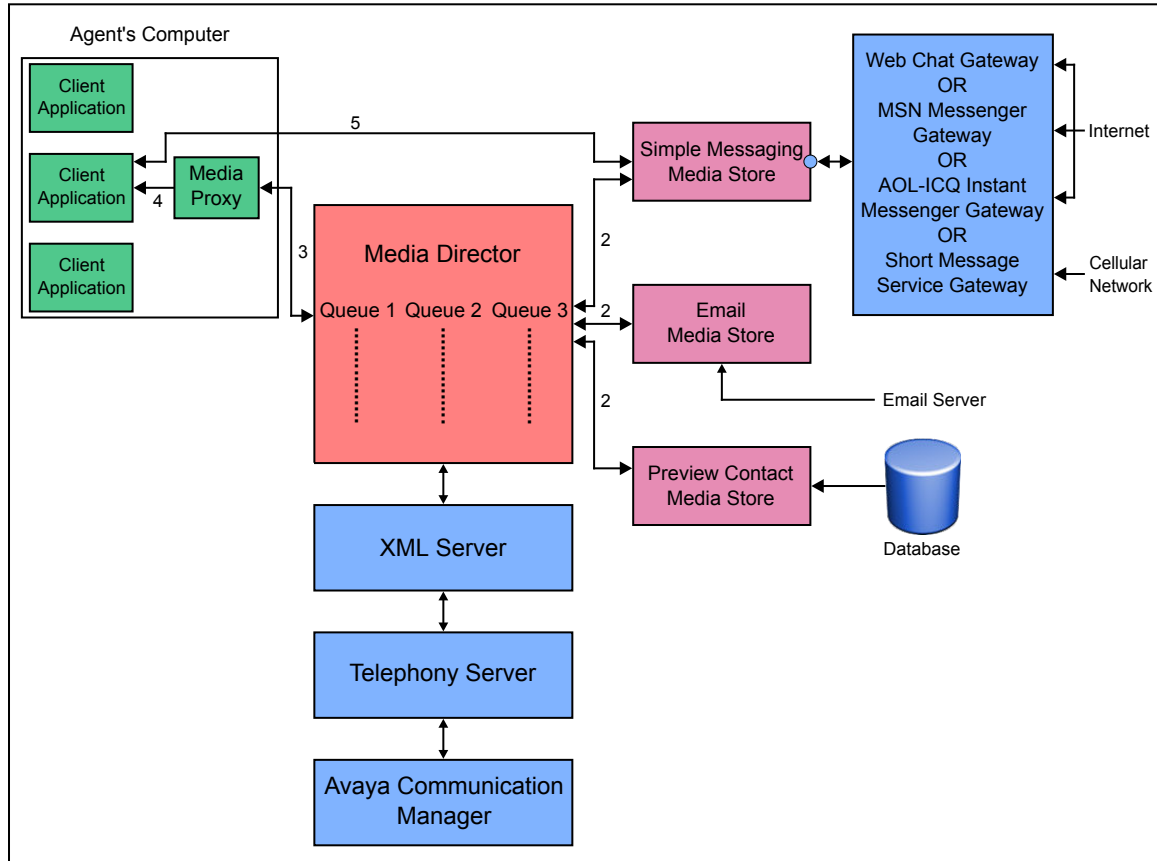 Agent's Computer
Client
Application
Client
Application
Client
Application
Media
Proxy
4
5
3
Media Director
Queue 1 Queue 2 Queue 3
2
2
2
Simple Messaging
Media Store
Email
Media Store
Preview Contact
Media Store
Web Chat Gateway
OR
MSN Messenger
Gateway
OR
AOL-ICQ Instant
Messenger Gateway
OR
Short Message
Service Gateway
Internet
Cellular
Network
Email Server
Database
XML Server
Telephony Server
Avaya Communication
Manager